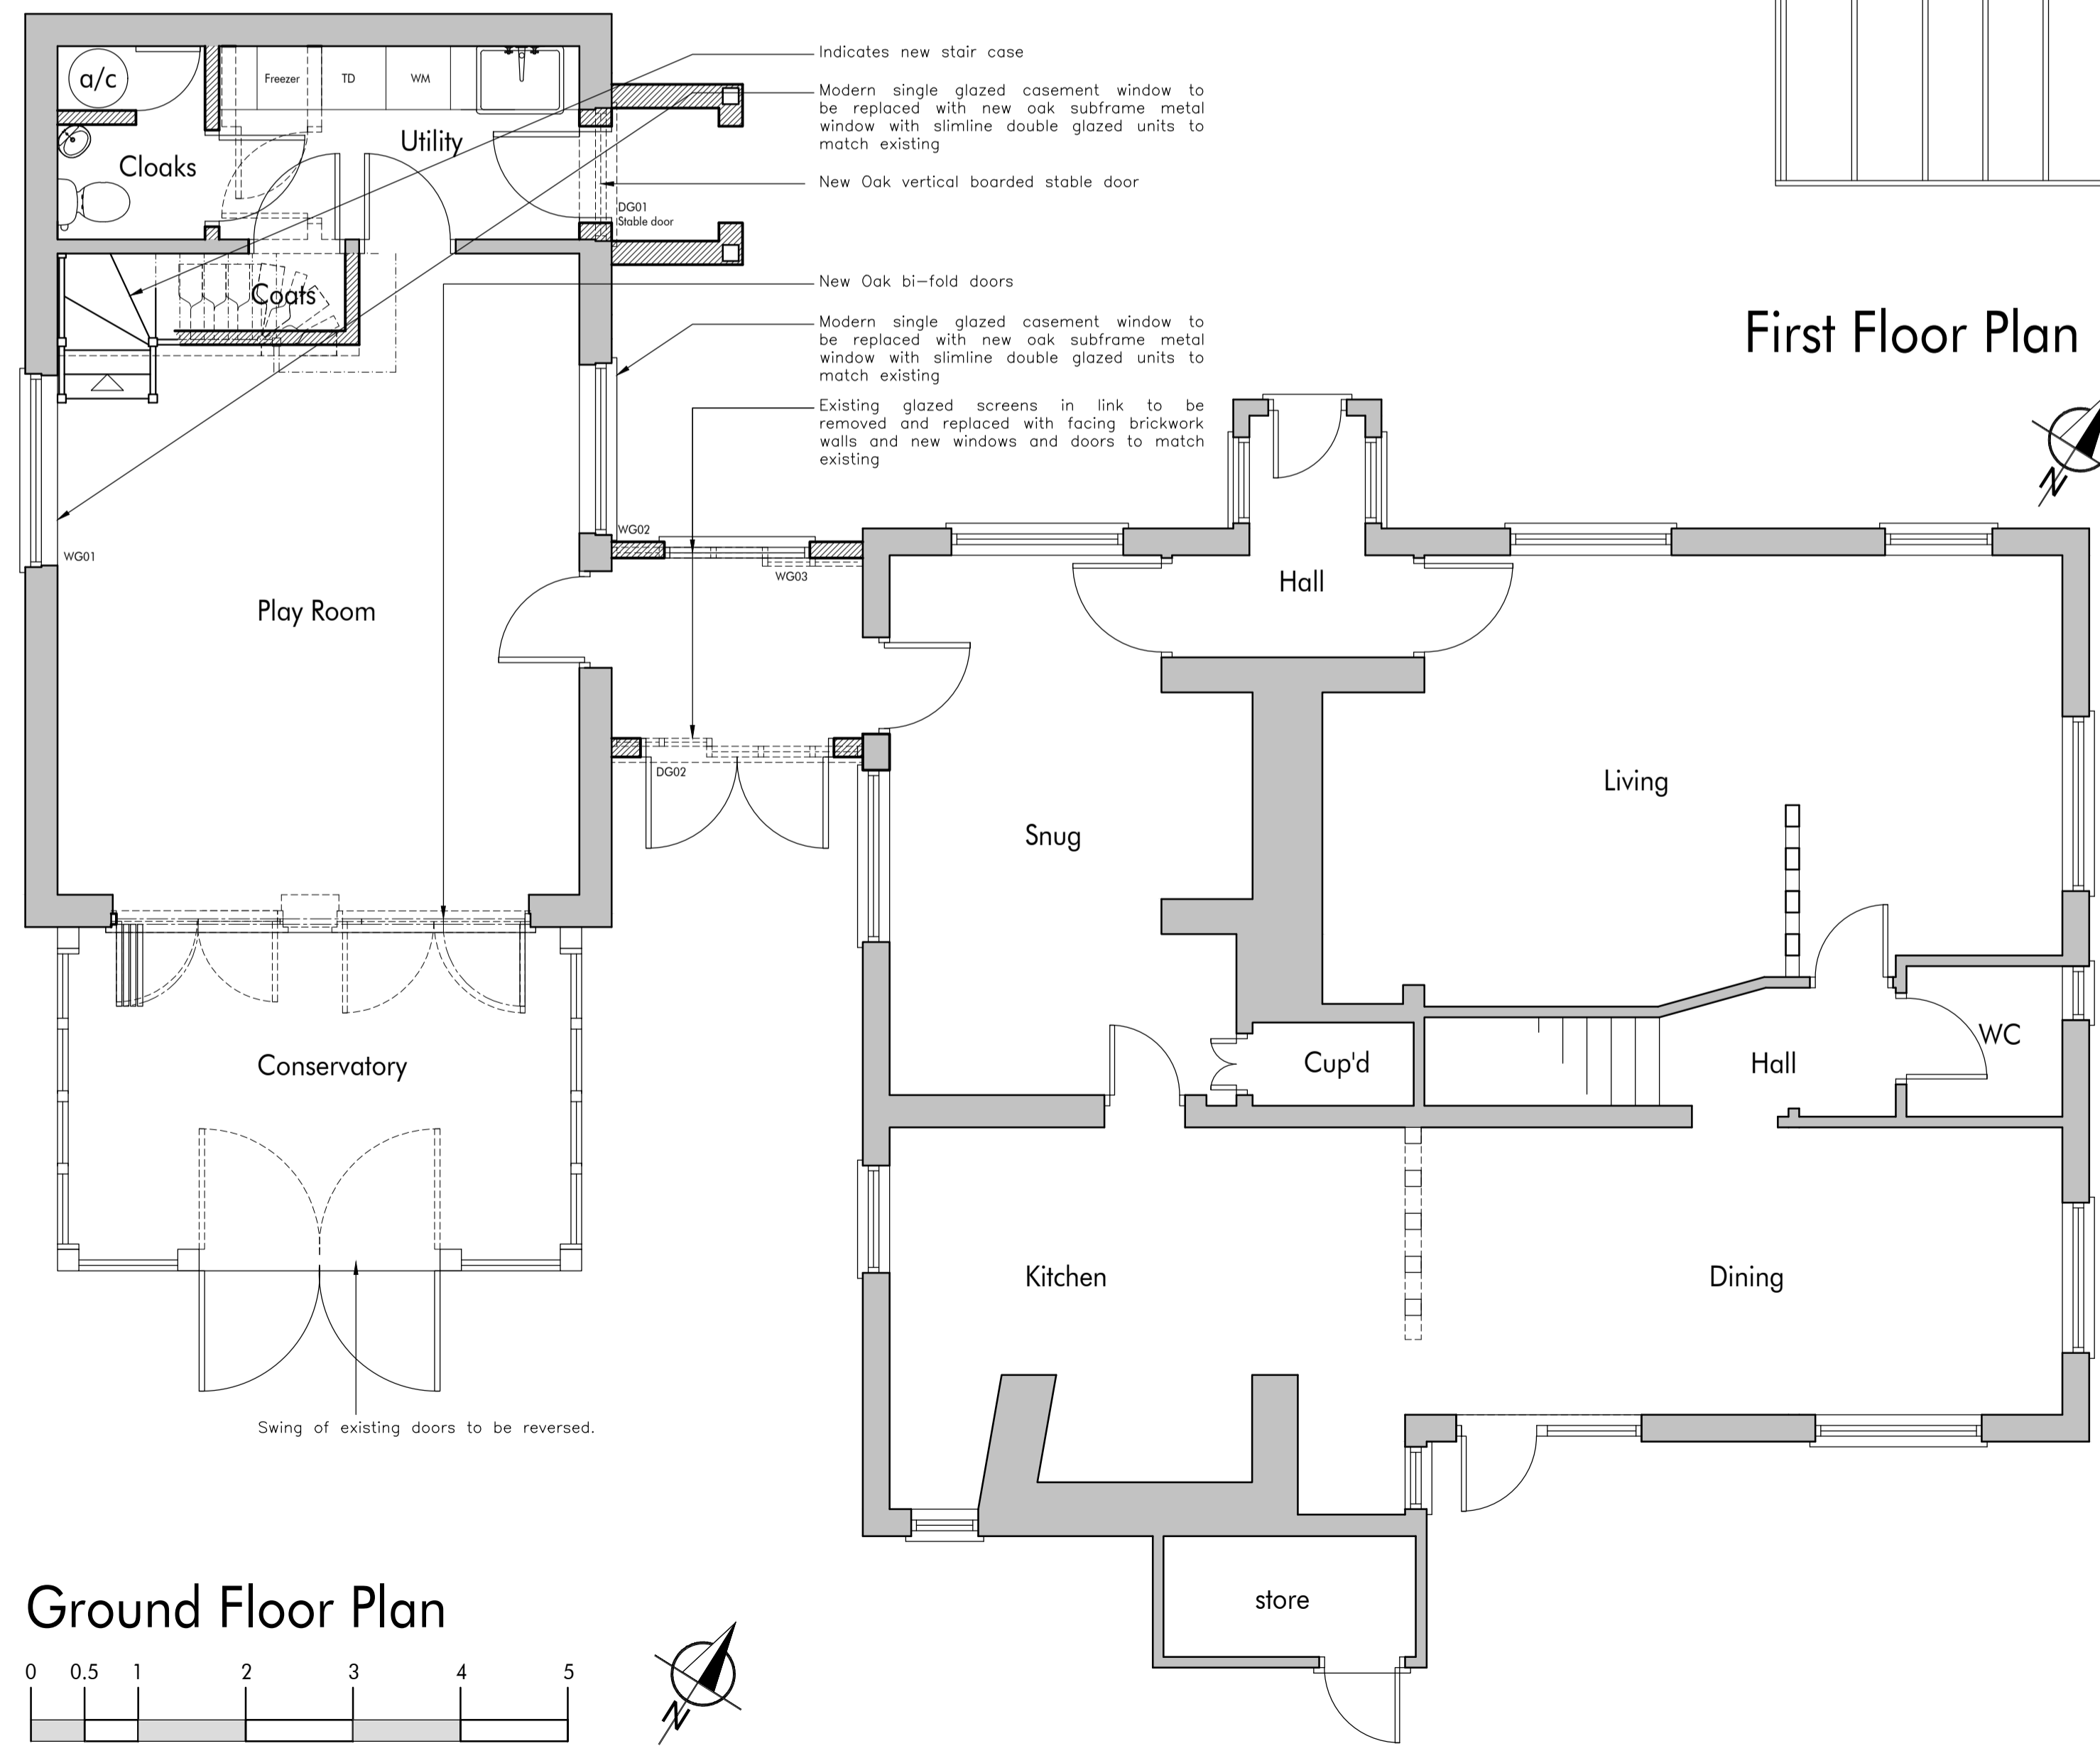 Indicates new stair case
Modern single glazed casement window to
be replaced with new oak subframe metal
window with slimline double glazed units to
match existing
New Oak vertical boarded stable door
New Oak bi-fold doors
Modern single glazed casement window to
be replaced with new oak subframe metal
window with slimline double glazed units to
match existing
Existing glazed screens in link to be
removed and replaced with facing brickwork
walls and new windows and doors to match
existing
a/c
Freezer
TD
WM
Cloaks
Utility
DG01
Stable door
Coats
First Floor Plan
N
WG01
WG02
WG03
Play Room
Hall
DG02
Snug
Living
Conservatory
Cup'd
Hall
WC
Kitchen
Dining
Swing of existing doors to be reversed.
store
Ground Floor Plan
0 0.5 1 2 3 4 5
N